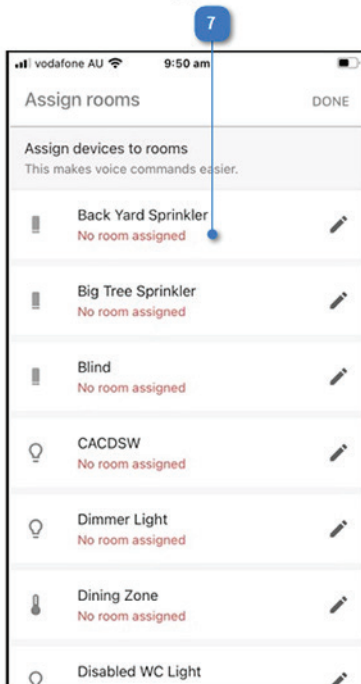 7
vodafone AU 9:50 am
Assign rooms DONE
Assign devices to rooms
This makes voice commands easier.
Back Yard Sprinkler
No room assigned
Big Tree Sprinkler
No room assigned
Blind
No room assigned
CACDSW
No room assigned
Dimmer Light
No room assigned
Dining Zone
No room assigned
Disabled WC Light